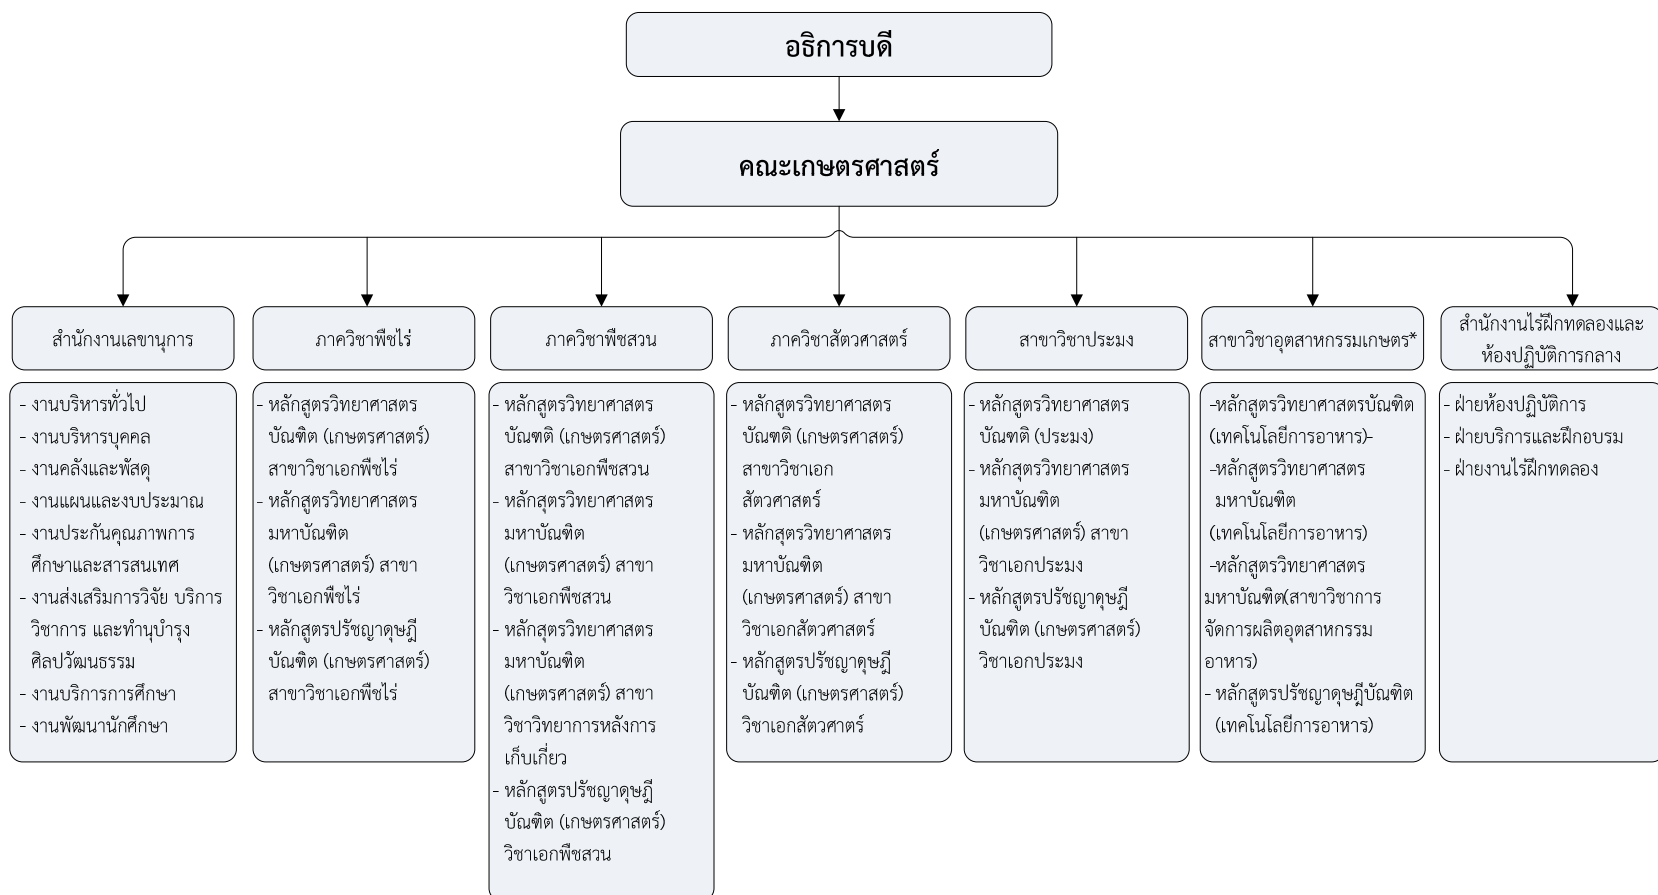 อธิการบดี
คณะเกษตรศาสตร์
สำนักงานเลขานุการ
- งานบริหารทั่วไป
- งานบริหารบุคคล
- งานคลังและพัสดุ
- งานแผนและงบประมาณ
- งานประกันคุณภาพการ
ศึกษาและสารสนเทศ
- งานส่งเสริมการวิจัย บริการ
วิชาการ และทำนุบำรุง
ศิลปวัฒนธรรม
- งานบริการการศึกษา
- งานพัฒนานักศึกษา
ภาควิชาพืชไร่
- หลักสูตรวิทยาศาสตร
บัณฑิต (เกษตรศาสตร์)
สาขาวิชาเอกพืชไร่
- หลักสุตรวิทยาศาสตร
มหาบัณฑิต
(เกษตรศาสตร์) สาขา
วิชาเอกพืชไร่
- หลักสูตรปรัชญาดุษฎี
บัณฑิต (เกษตรศาสตร์)
สาขาวิชาเอกพืชไร่
ภาควิชาพืชสวน
- หลักสูตรวิทยาศาสตร
บัณฑติ (เกษตรศาสตร์)
สาขาวิชาเอกพืชสวน
- หลักสุตรวิทยาศาสตร
มหาบัณฑิต
(เกษตรศาสตร์) สาขา
วิชาเอกพืชสวน
- หลักสุตรวิทยาศาสตร
มหาบัณฑิต
(เกษตรศาสตร์) สาขา
วิชาวิทยาการหลังการ
เก็บเกี่ยว
- หลักสูตรปรัชญาดุษฎี
บัณฑิต (เกษตรศาสตร์)
วิชาเอกพืชสวน
ภาควิชาสัตวศาสตร์
- หลักสูตรวิทยาศาสตร
บัณฑติ (เกษตรศาสตร์)
สาขาวิชาเอก
สัตวศาสตร์
- หลักสุตรวิทยาศาสตร
มหาบัณฑิต
(เกษตรศาสตร์) สาขา
วิชาเอกสัตวศาสตร์
- หลักสูตรปรัชญาดุษฎี
บัณฑิต (เกษตรศาสตร์)
วิชาเอกสัตวศาตร์
สาขาวิชาประมง
- หลักสูตรวิทยาศาสตร
บัณฑติ (ประมง)
- หลักสุตรวิทยาศาสตร
มหาบัณฑิต
(เกษตรศาสตร์) สาขา
วิชาเอกประมง
- หลักสูตรปรัชญาดุษฎี
บัณฑิต (เกษตรศาสตร์)
วิชาเอกประมง
สาขาวิชาอุตสาหกรรมเกษตร*
-หลักสูตรวิทยาศาสตรบัณฑิต
(เทคโนโลยีการอาหาร)-
-หลักสูตรวิทยาศาสตร
มหาบัณฑิต
(เทคโนโลยีการอาหาร)
-หลักสูตรวิทยาศาสตร
มหาบัณฑิต(สาขาวิชาการ
จัดการผลิตอุตสาหกรรม
อาหาร)
- หลักสูตรปรัชญาดุษฎีบัณฑิต
(เทคโนโลยีการอาหาร)
สำนักงานไร่ฝึกทดลองและ
ห้องปฏิบัติการกลาง
- ฝ่ายห้องปฏิบัติการ
- ฝ่ายบริการและฝึกอบรม
- ฝ่ายงานไร่ฝึกทดลอง